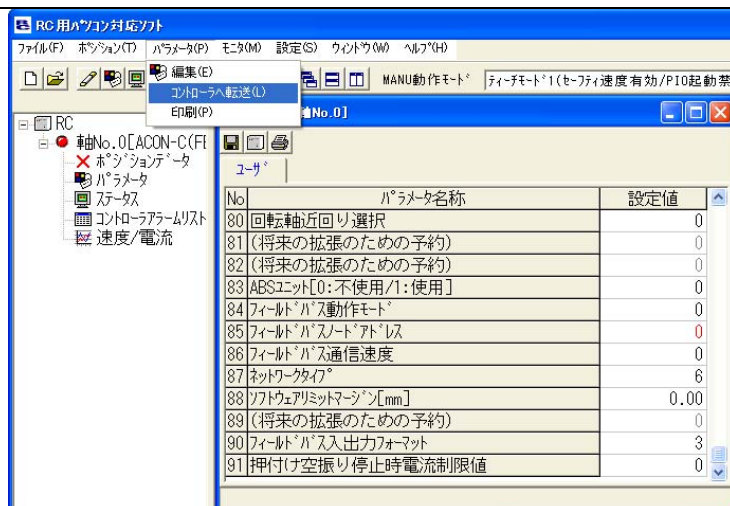 RC用パソコン対応ソフト
ファイル(F) ポジション(T) パラメータ(P) モニタ(M) 設定(S) ウィンドウ(W) ヘルプ(H)
編集(E)
コントローラへ転送(L)
印刷(P)
MANU動作モード ティーチモード1(セーフティ速度有効/PIO起動禁
RC
軸No.0[ACON-C(FE
ポジションデータ
パラメータ
ステータス
コントローラアラームリスト
速度/電流
軸No.0]
ユーザ
No パラメータ名称 設定値
80 回転軸近回り選択 0
81 (将来の拡張のための予約) 0
82 (将来の拡張のための予約) 0
83 ABSユニット[0:不使用/1:使用] 0
84 フィールドバス動作モード 0
85 フィールドバスノードアドレス 0
86 フィールドバス通信速度 0
87 ネットワークタイプ 6
88 ソフトウェアリミットマージン[mm] 0.00
89 (将来の拡張のための予約) 0
90 フィールドバス入出力フォーマット 3
91 押付け空振り停止時電流制限値 0